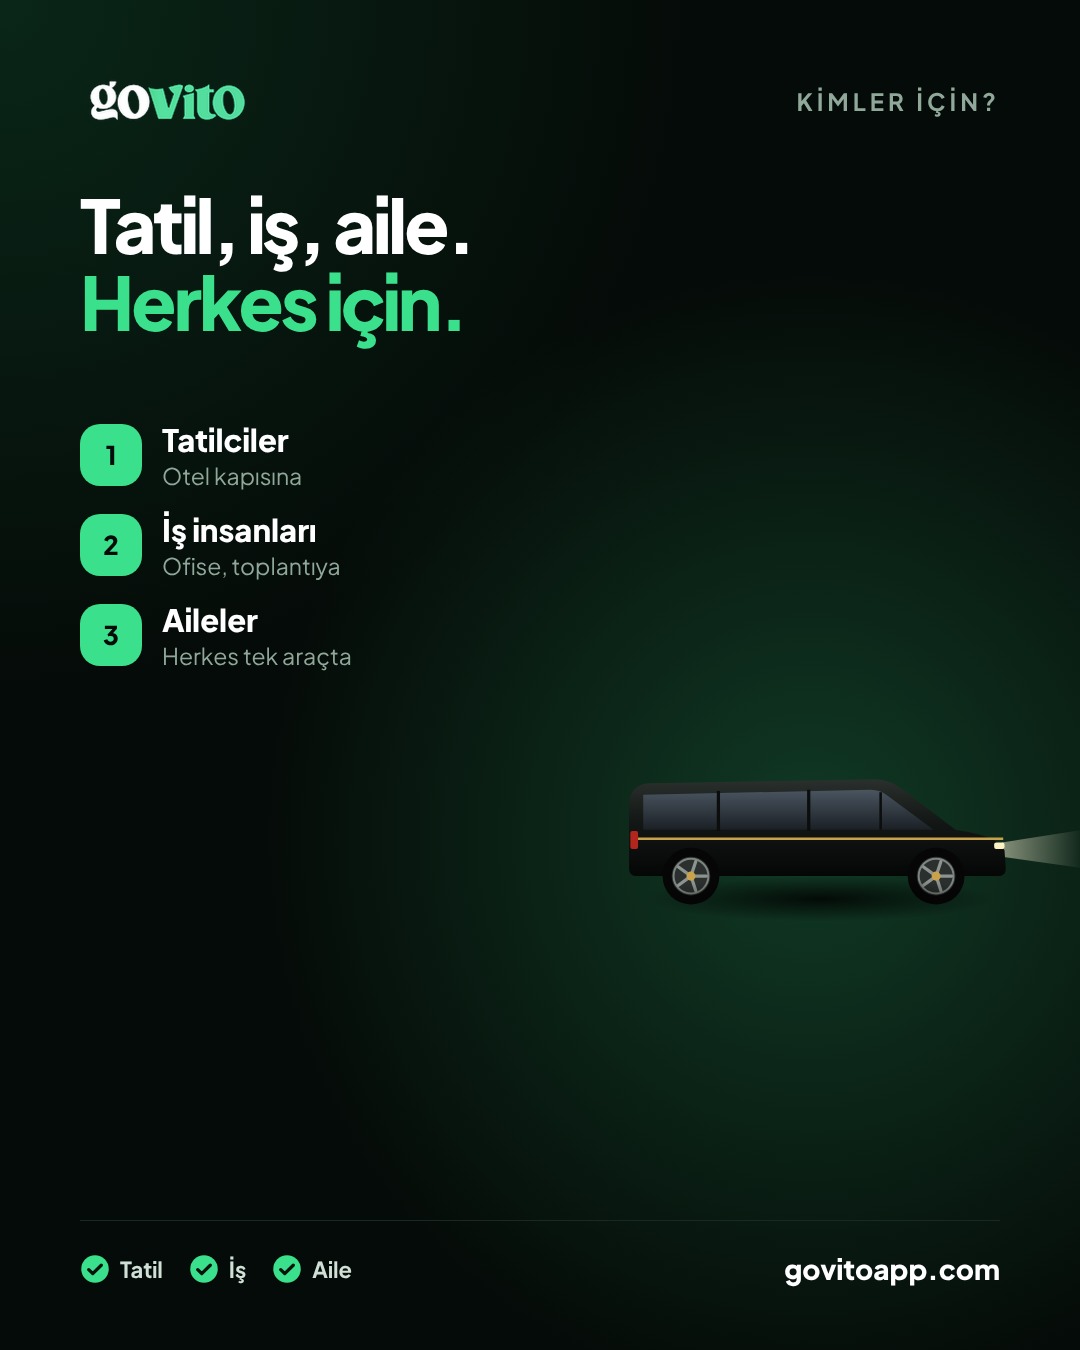 govito
KİMLER İÇİN?
Tatil, iş, aile.
Herkes için.
1
Tatilciler
Otel kapısına
2
İş insanları
Ofise, toplantıya
3
Aileler
Herkes tek araçta
Tatil
İş
Aile
govitoapp.com